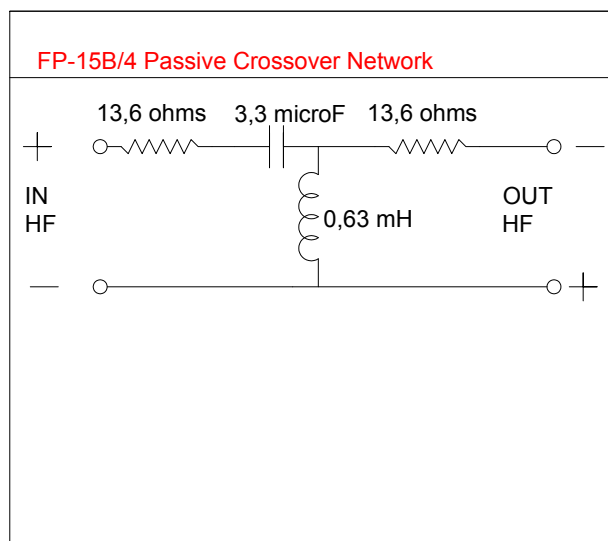 FP-15B/4 Passive Crossover Network
13,6 ohms 3,3 microF 13,6 ohms
+ −
IN
HF
OUT
HF
0,63 mH
− +